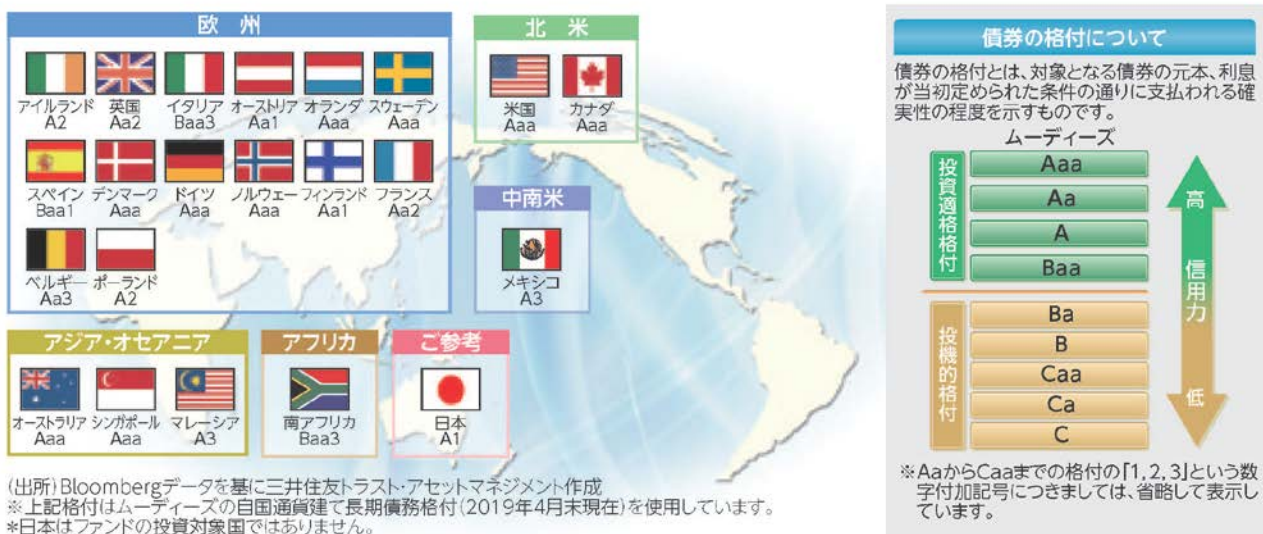 欧州
アイルランド 英国 イタリア オーストリア オランダ スウェーデン
A2 Aa2 Baa3 Aa1 Aaa Aaa
スペイン デンマーク ドイツ ノルウェー フィンランド フランス
Baa1 Aaa Aaa Aaa Aa1 Aa2
ベルギー ポーランド
Aa3 A2
北米
米国 カナダ
Aaa Aaa
中南米
メキシコ
A3
アジア・オセアニア
オーストラリア シンガポール マレーシア
Aaa Aaa A3
アフリカ
南アフリカ
Baa3
ご参考
日本
A1
(出所)Bloombergデータを基に三井住友トラスト・アセットマネジメント作成
※上記格付はムーディーズの自国通貨建て長期債務格付(2019年4月末現在)を使用しています。
*日本はファンドの投資対象国ではありません。
債券の格付について
債券の格付とは、対象となる債券の元本、利息
が当初定められた条件の通りに支払われる確
実性の程度を示すものです。
ムーディーズ
投資適格格付
Aaa
Aa
A
Baa
投機的格付
Ba
B
Caa
Ca
C
高
信用力
低
※AaからCaaまでの格付の「1,2,3」という数
字付加記号につきましては、省略して表示し
ています。